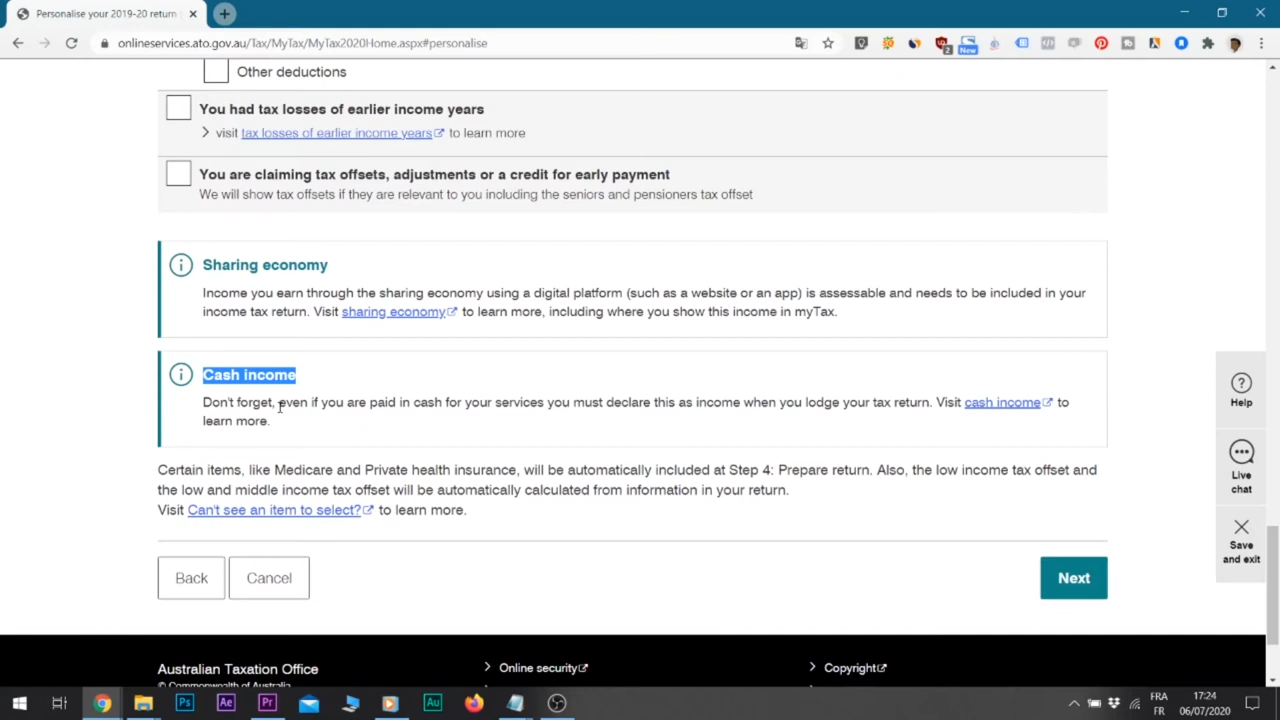 Personalise your 2019-20 return
onlineservices.ato.gov.au/Tax/MyTax/MyTax2020Home.aspx#personalise
2
New
Other deductions
You had tax losses of earlier income years
visit tax losses of earlier income years to learn more
You are claiming tax offsets, adjustments or a credit for early payment
We will show tax offsets if they are relevant to you including the seniors and pensioners tax offset
Sharing economy
Income you earn through the sharing economy using a digital platform (such as a website or an app) is assessable and needs to be included in your
income tax return. Visit sharing economy to learn more, including where you show this income in myTax.
Cash income
Don't forget, even if you are paid in cash for your services you must declare this as income when you lodge your tax return. Visit cash income to
learn more.
Certain items, like Medicare and Private health insurance, will be automatically included at Step 4: Prepare return. Also, the low income tax offset and
the low and middle income tax offset will be automatically calculated from information in your return.
Visit Can't see an item to select? to learn more.
Back
Cancel
Next
Help
Live
chat
Save
and exit
Australian Taxation Office
© Commonwealth of Australia
Online security
Copyright
Ps
Ae
Pr
Au
FRA
FR
17:24
06/07/2020